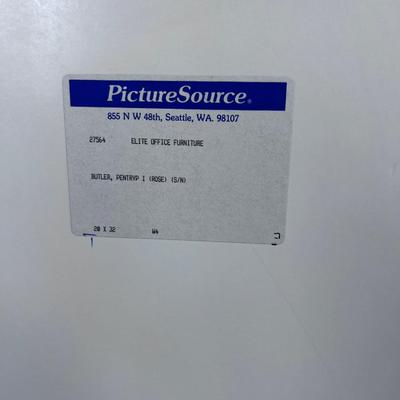 PictureSource®
855 N W 48th, Seattle, WA. 98107
27564 ELITE OFFICE FURNITURE
BUTLER, PENTRYP I (ROSE) (S/N)
20 X 32 W4